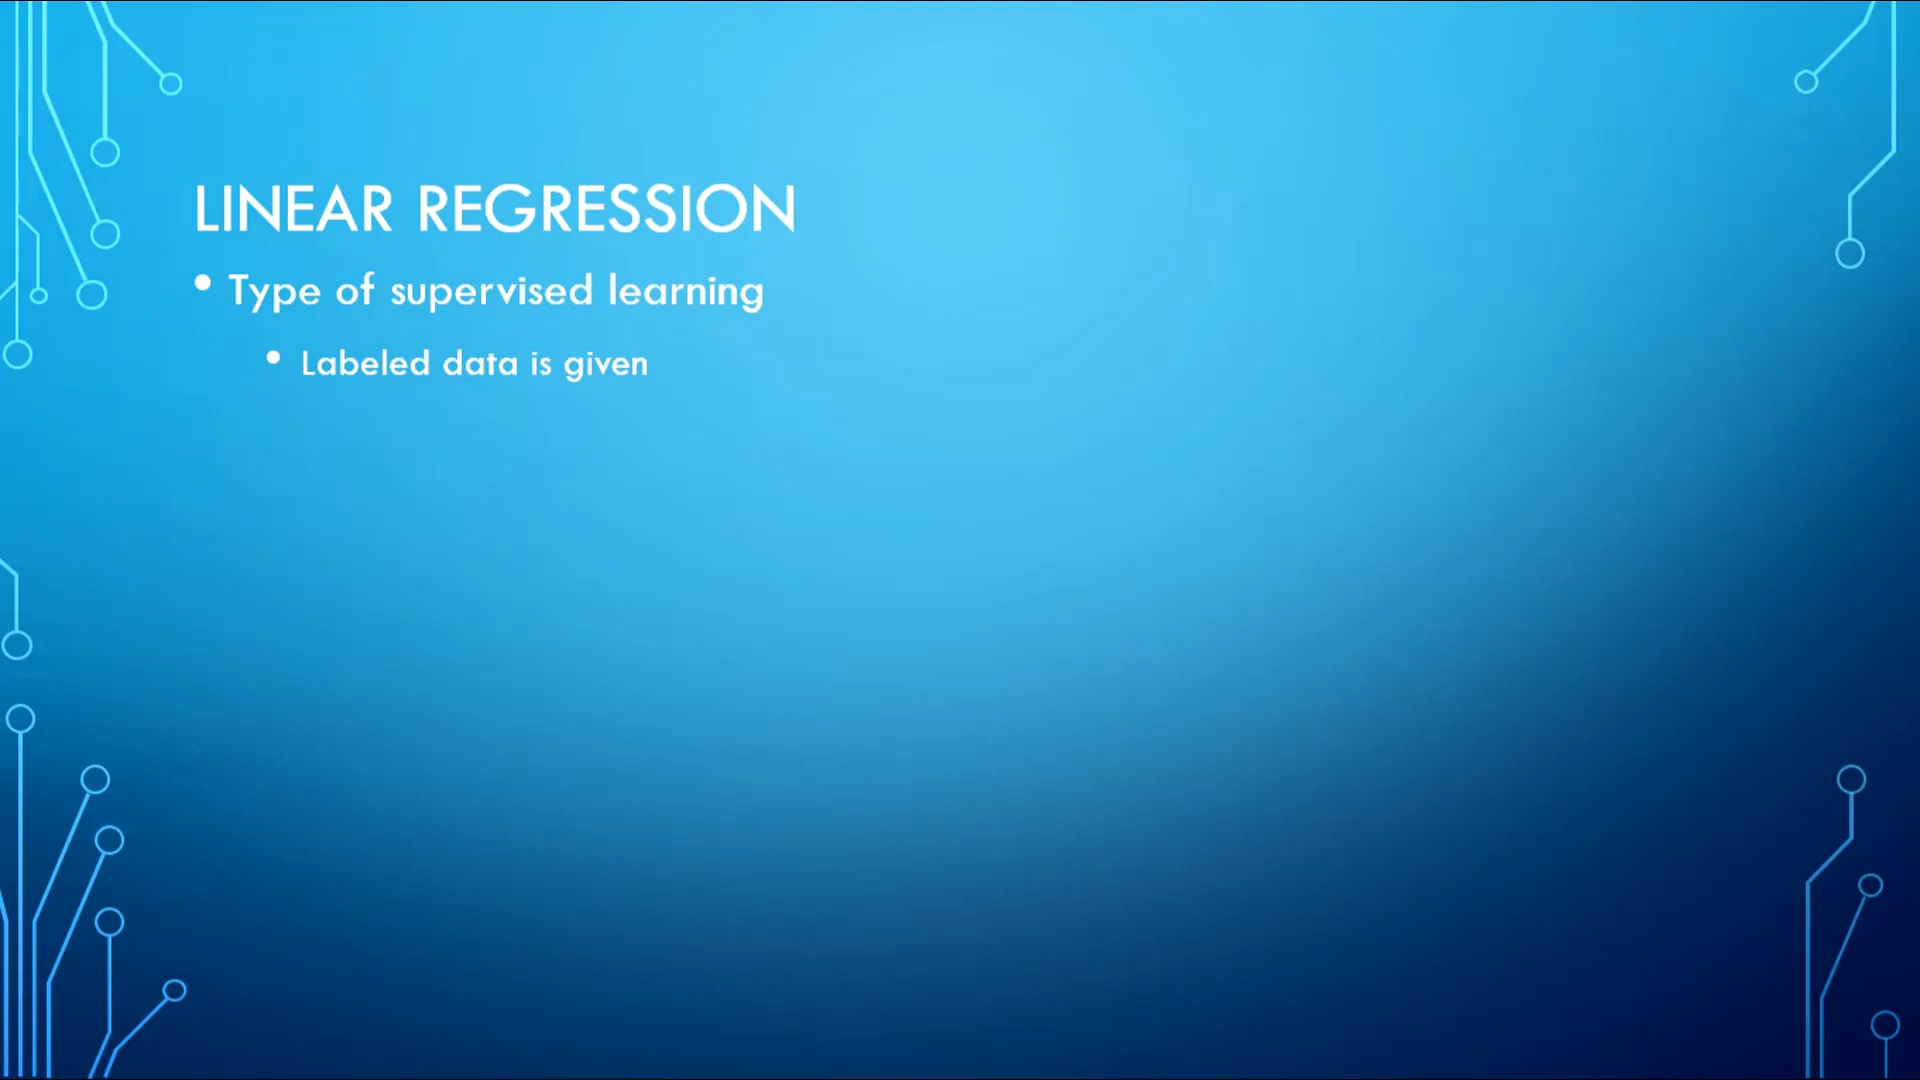 LINEAR REGRESSION
• Type of supervised learning
• Labeled data is given